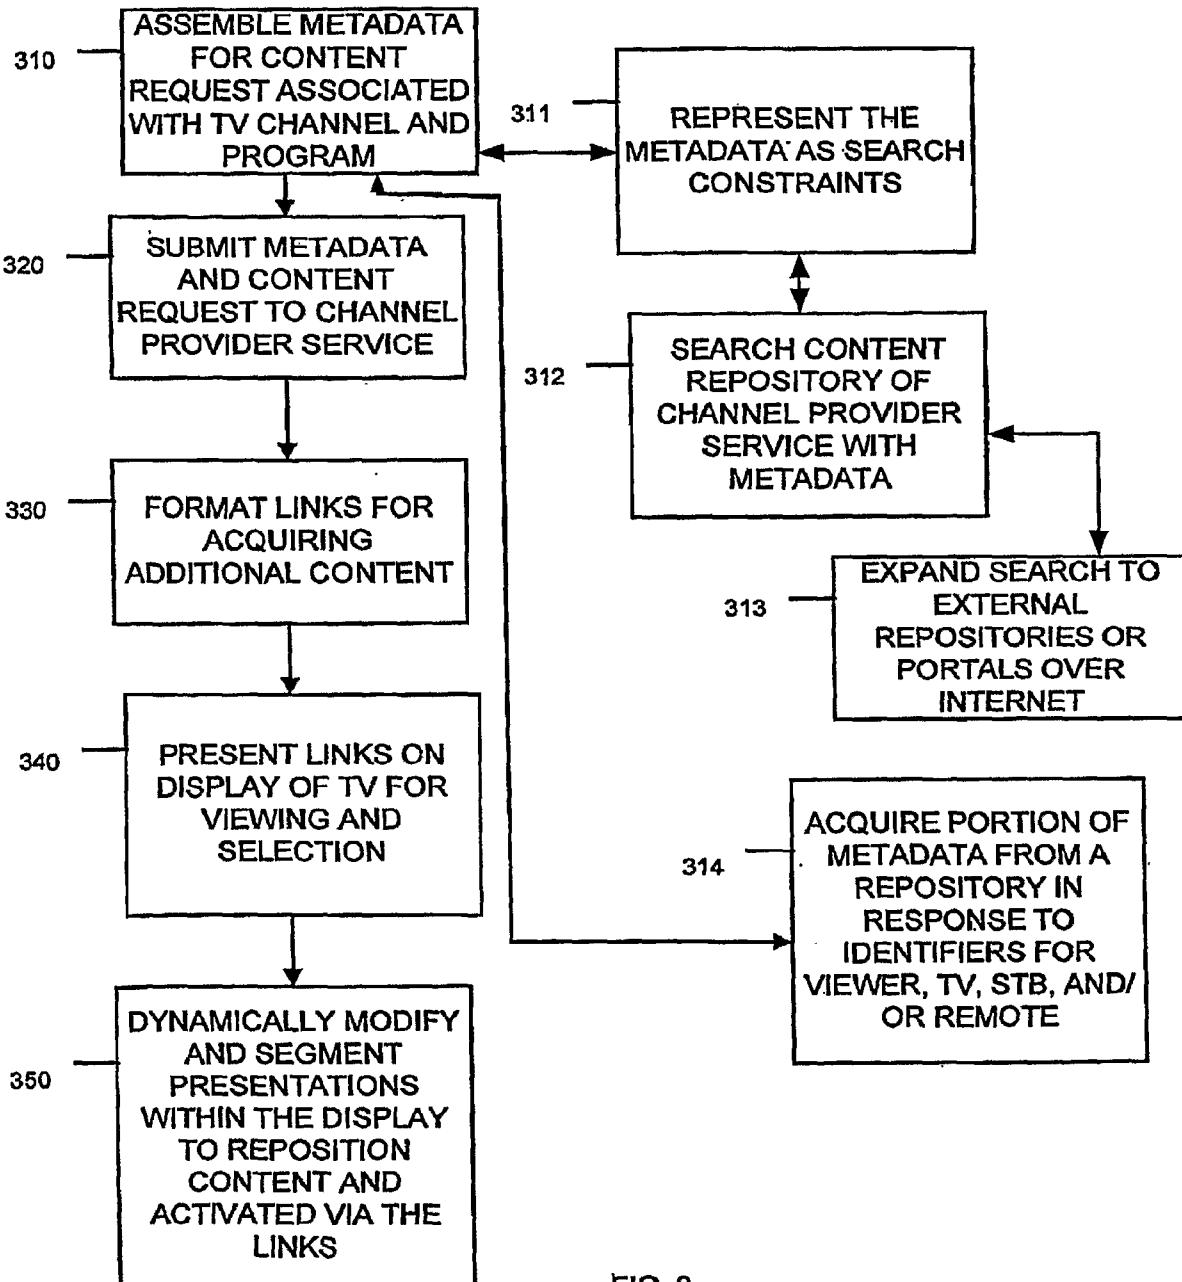 310
ASSEMBLE METADATA
FOR CONTENT
REQUEST ASSOCIATED
WITH TV CHANNEL AND
PROGRAM
311
REPRESENT THE
METADATA AS SEARCH
CONSTRAINTS
320
SUBMIT METADATA
AND CONTENT
REQUEST TO CHANNEL
PROVIDER SERVICE
312
SEARCH CONTENT
REPOSITORY OF
CHANNEL PROVIDER
SERVICE WITH
METADATA
330
FORMAT LINKS FOR
ACQUIRING
ADDITIONAL CONTENT
313
EXPAND SEARCH TO
EXTERNAL
REPOSITORIES OR
PORTALS OVER
INTERNET
340
PRESENT LINKS ON
DISPLAY OF TV FOR
VIEWING AND
SELECTION
314
ACQUIRE PORTION OF
METADATA FROM A
REPOSITORY IN
RESPONSE TO
IDENTIFIERS FOR
VIEWER, TV, STB, AND/
OR REMOTE
350
DYNAMICALLY MODIFY
AND SEGMENT
PRESENTATIONS
WITHIN THE DISPLAY
TO REPOSITION
CONTENT AND
ACTIVATED VIA THE
LINKS
FIG.